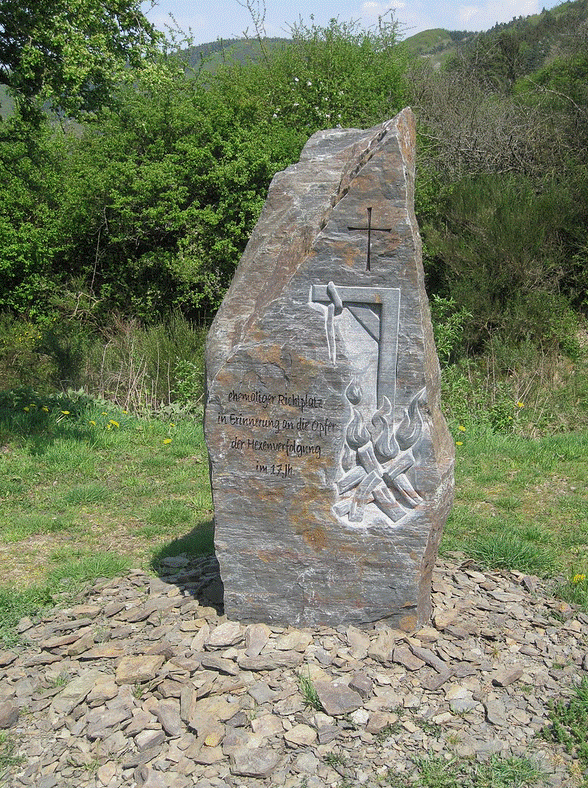 ehemaliger Richtplatz
in Erinnerung an die Opfer
der Hexenverfolgung
im 17.Jh.